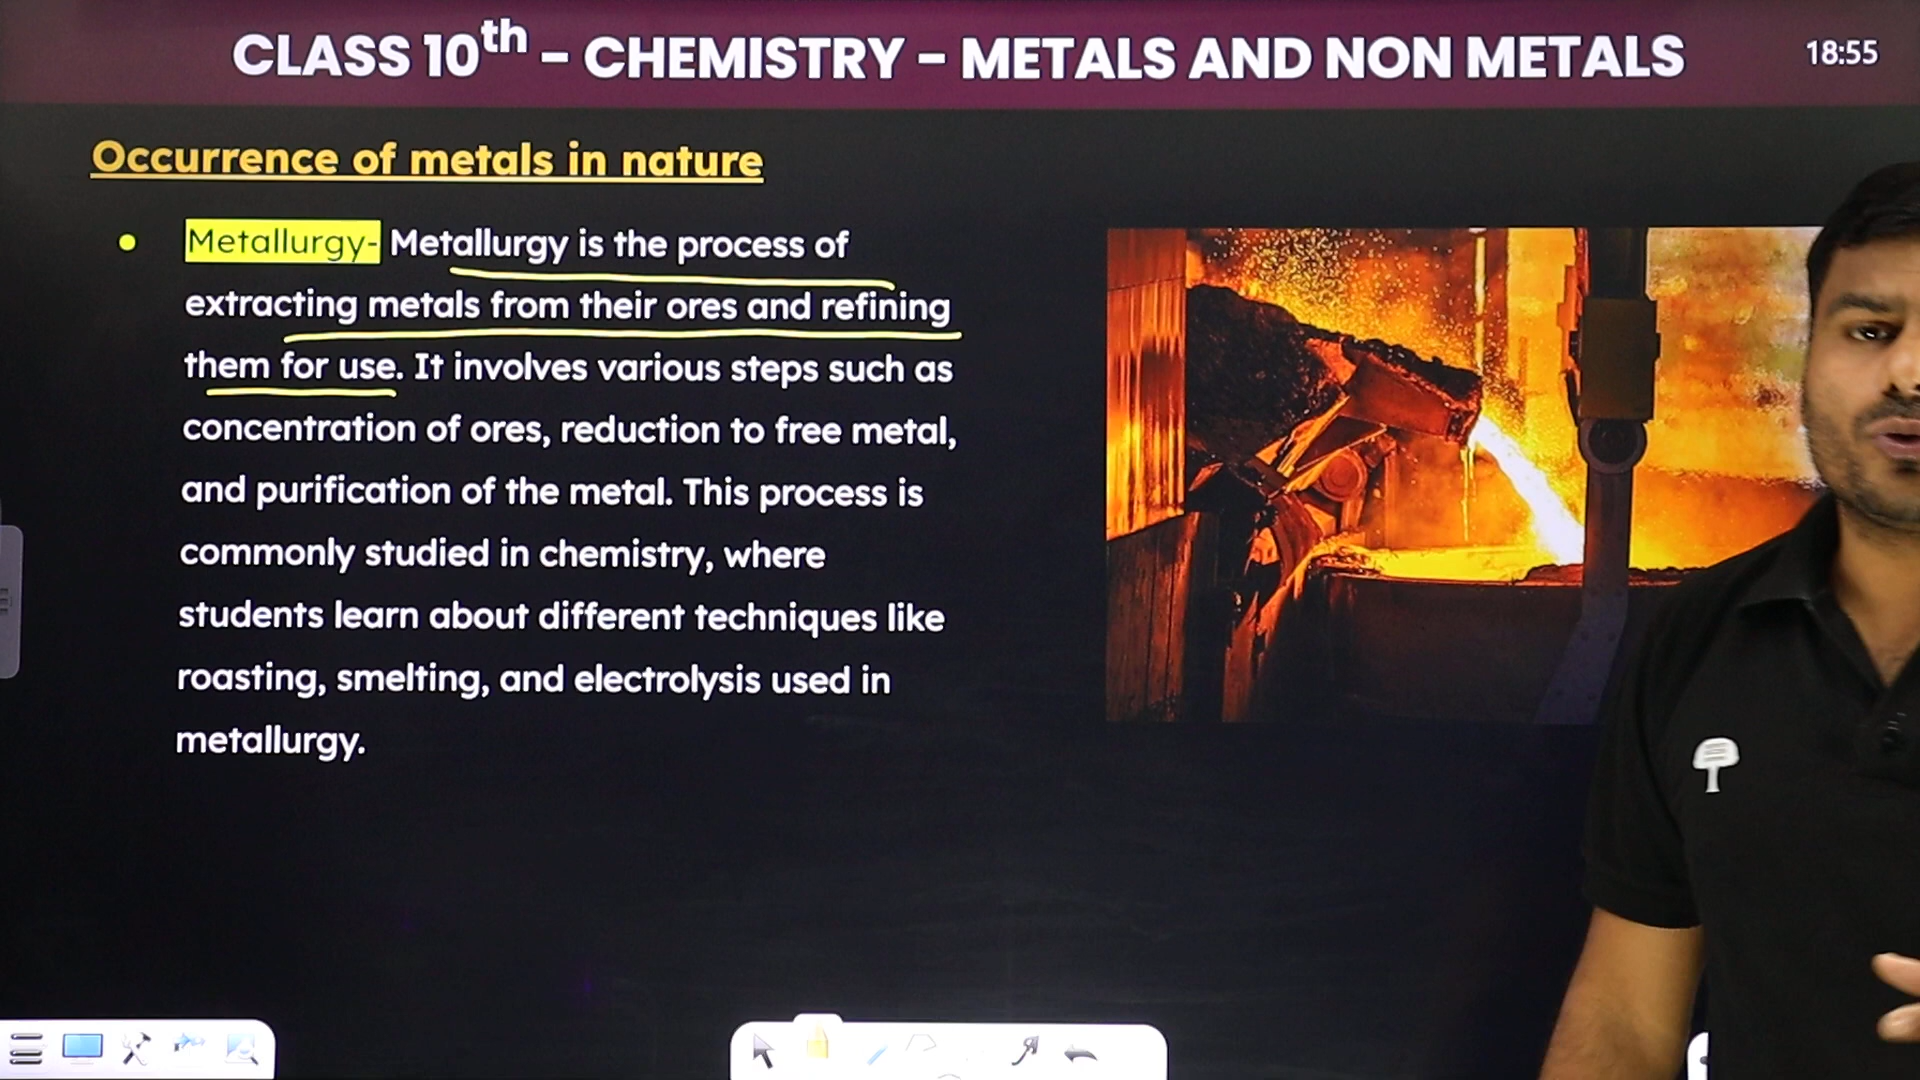 CLASS 10th - CHEMISTRY - METALS AND NON METALS
18:55
Occurrence of metals in nature
• Metallurgy- Metallurgy is the process of
extracting metals from their ores and refining
them for use. It involves various steps such as
concentration of ores, reduction to free metal,
and purification of the metal. This process is
commonly studied in chemistry, where
students learn about different techniques like
roasting, smelting, and electrolysis used in
metallurgy.